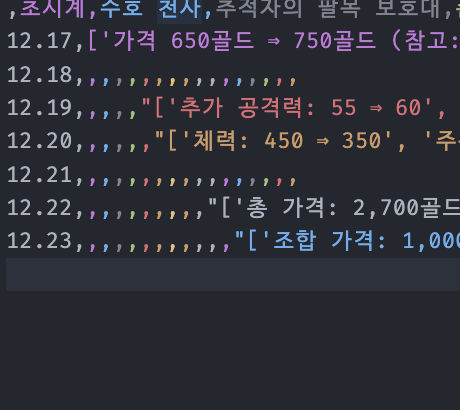 ,초시계,수호 천사,추적자의 팔목 보호대,
12.17,['가격 650골드 ⇒ 750골드 (참고:
12.18,,,,,,,,,,,,,,,,,
12.19,,,,,"['추가 공격력: 55 ⇒ 60',
12.20,,,,,,"['체력: 450 ⇒ 350', '주
12.21,,,,,,,,,,,,,,,,,
12.22,,,,,,,,,,"['총 가격: 2,700골드
12.23,,,,,,,,,,,,"['조합 가격: 1,000